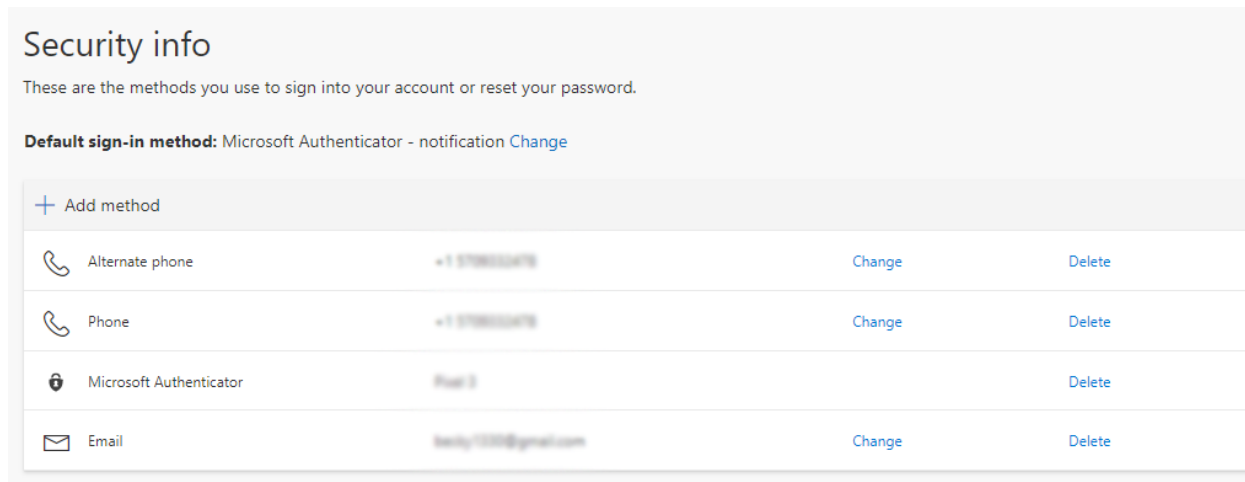 Security info
These are the methods you use to sign into your account or reset your password.
Default sign-in method: Microsoft Authenticator - notification Change
Add method
Alternate phone Change Delete
Phone Change Delete
Microsoft Authenticator Delete
Email Change Delete